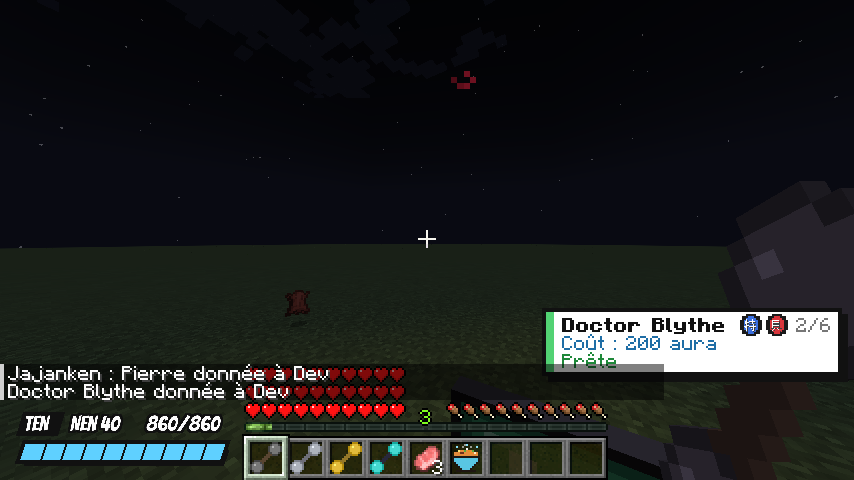 Doctor Blythe 2/6
Coût : 200 aura
Prête
Jajanken : Pierre donnée à Dev
Doctor Blythe donnée à Dev
TEN NEN 40 860/860
3
3